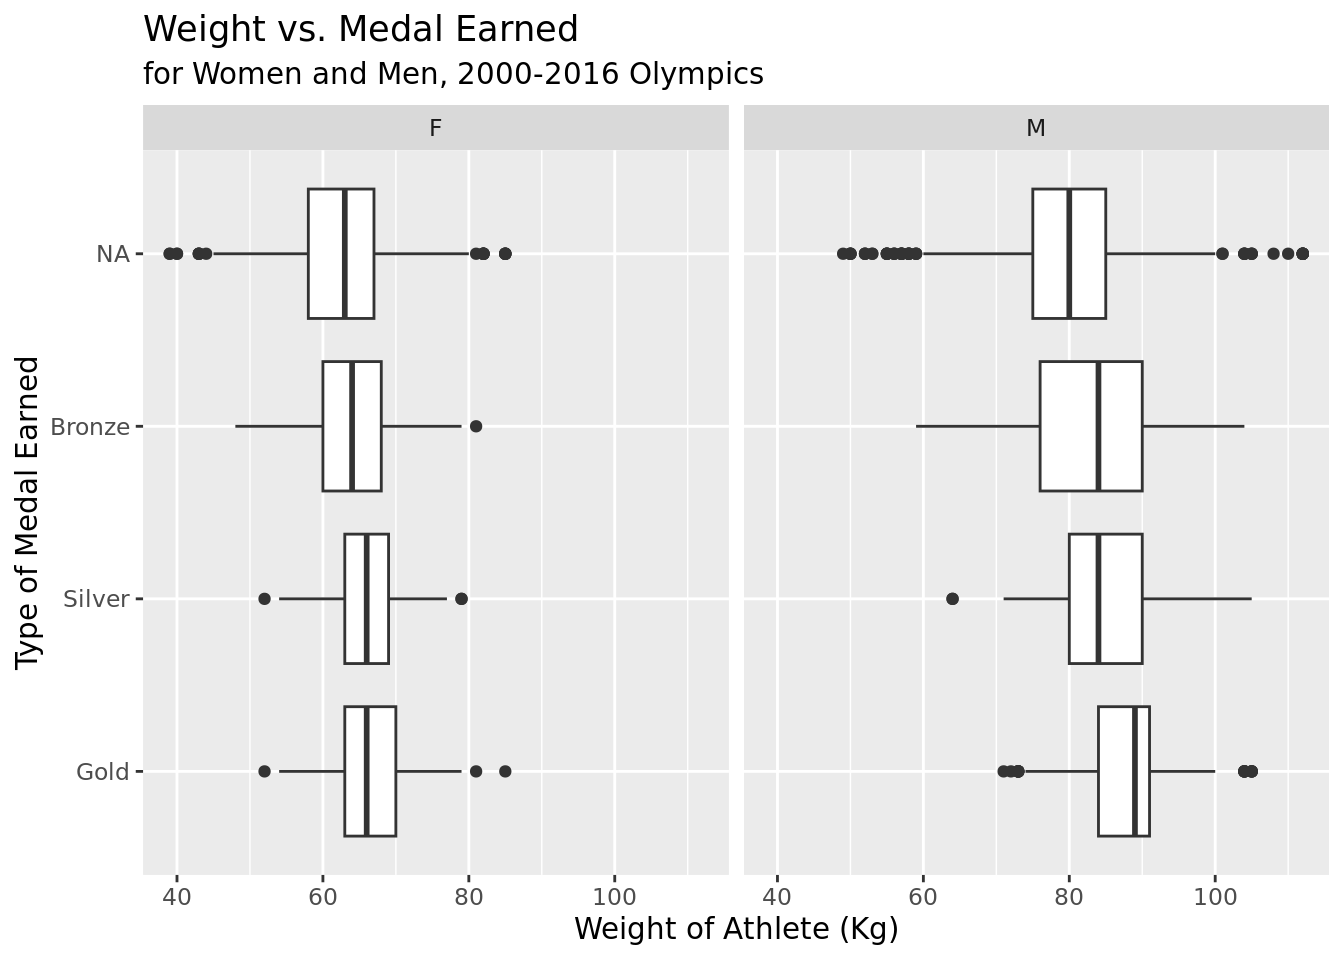 Weight vs. Medal Earned
for Women and Men, 2000-2016 Olympics
F
M
Type of Medal Earned
NA
Bronze
Silver
Gold
40 60 80 100
40 60 80 100
Weight of Athlete (Kg)